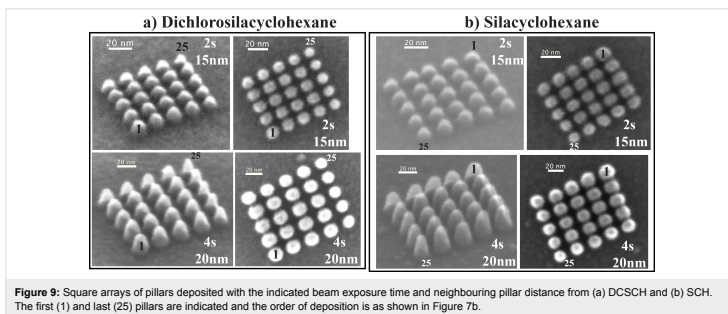 a) Dichlorosilacyclohexane
20 nm
25
2s
15nm
1
20 nm
25
2s
15nm
1
20 nm
25
4s
20nm
1
20 nm
25
4s
20nm
1
b) Silacyclohexane
20 nm
1
2s
15nm
25
20 nm
1
2s
15nm
25
20 nm
1
4s
20nm
25
20 nm
1
4s
20nm
25
Figure 9: Square arrays of pillars deposited with the indicated beam exposure time and neighbouring pillar distance from (a) DCSCH and (b) SCH.
The first (1) and last (25) pillars are indicated and the order of deposition is as shown in Figure 7b.